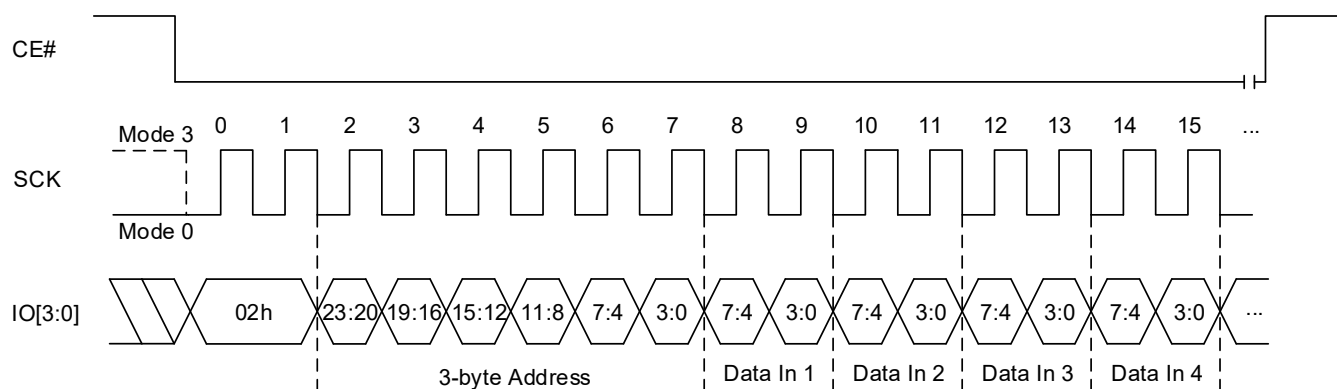 CE#
Mode 3
0 1 2 3 4 5 6 7 8 9 10 11 12 13 14 15 ...
SCK
Mode 0
IO[3:0]
02h 23:20 19:16 15:12 11:8 7:4 3:0 7:4 3:0 7:4 3:0 7:4 3:0 7:4 3:0 ...
3-byte Address Data In 1 Data In 2 Data In 3 Data In 4